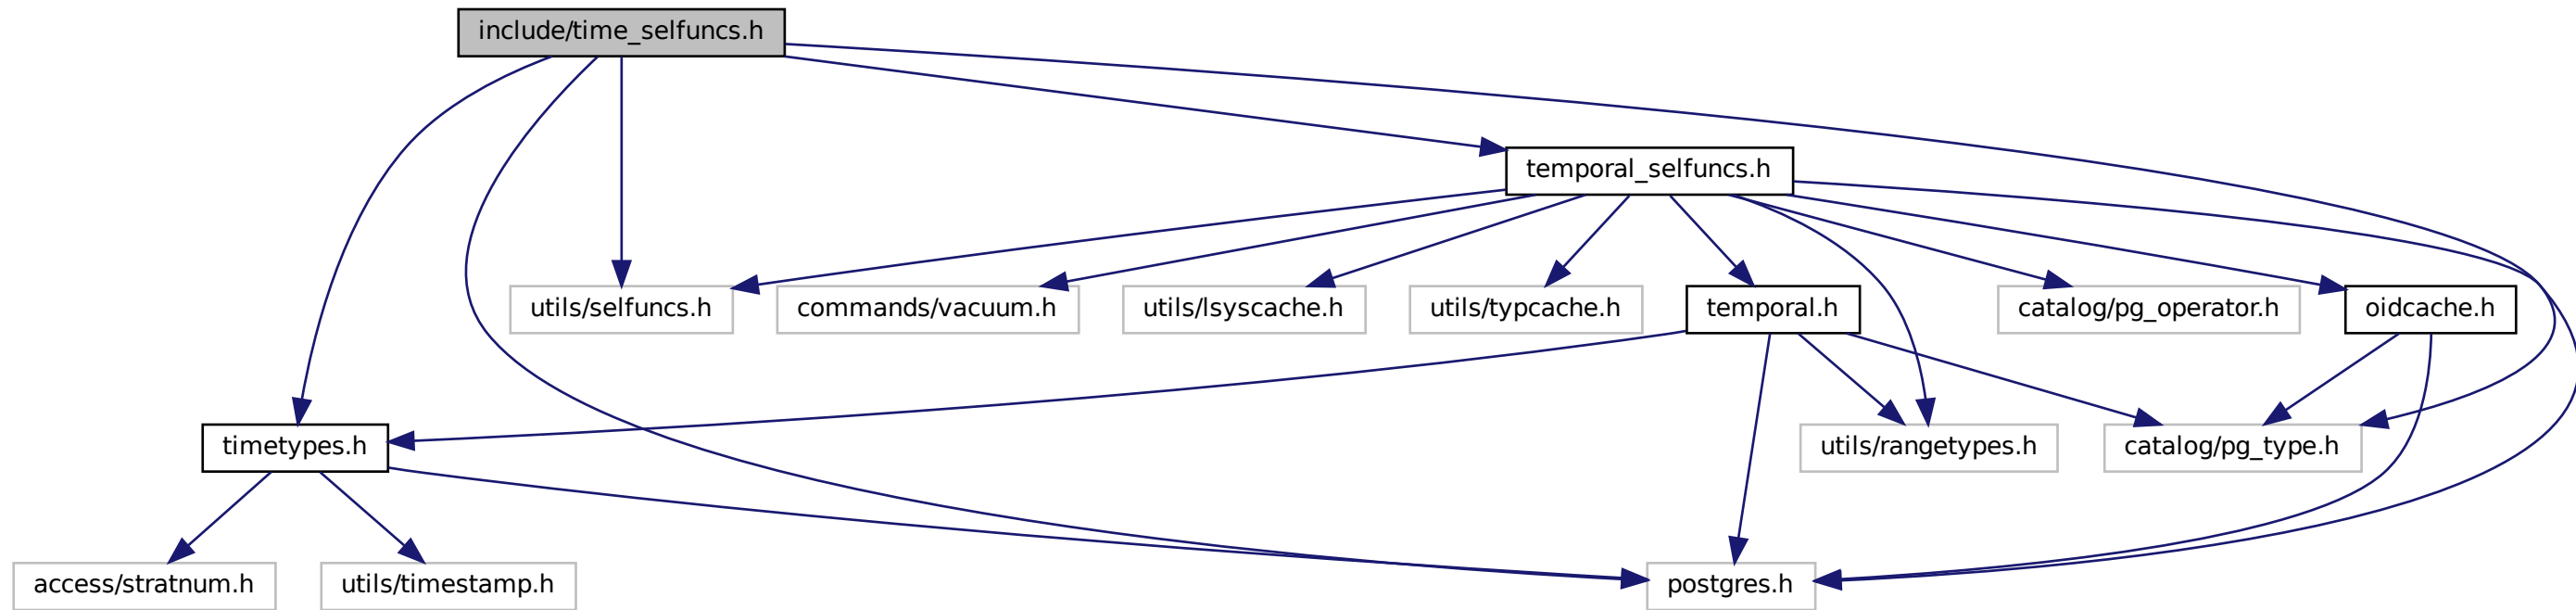 include/time_selfuncs.h
temporal_selfuncs.h
utils/selfuncs.h
commands/vacuum.h
utils/lsyscache.h
utils/typcache.h
temporal.h
catalog/pg_operator.h
oidcache.h
timetypes.h
utils/rangetypes.h
catalog/pg_type.h
access/stratnum.h
utils/timestamp.h
postgres.h